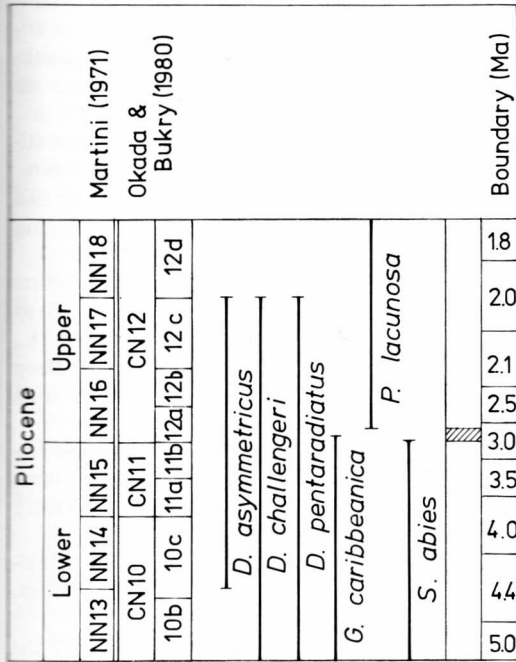 Pliocene
Lower Upper
NN13 NN14 NN15 NN16 NN17 NN18
Martini (1971)
CN10 CN11 CN12
Okada &
Bukry (1980)
10b 10c 11a 11b 12a 12b 12c 12d
D. asymmetricus
D. challengeri
D. pentaradiatus
G. caribbeanica
P. lacunosa
S. abies
5.0 4.4 4.0 3.5 3.0 2.5 2.1 2.0 1.8
Boundary (Ma)